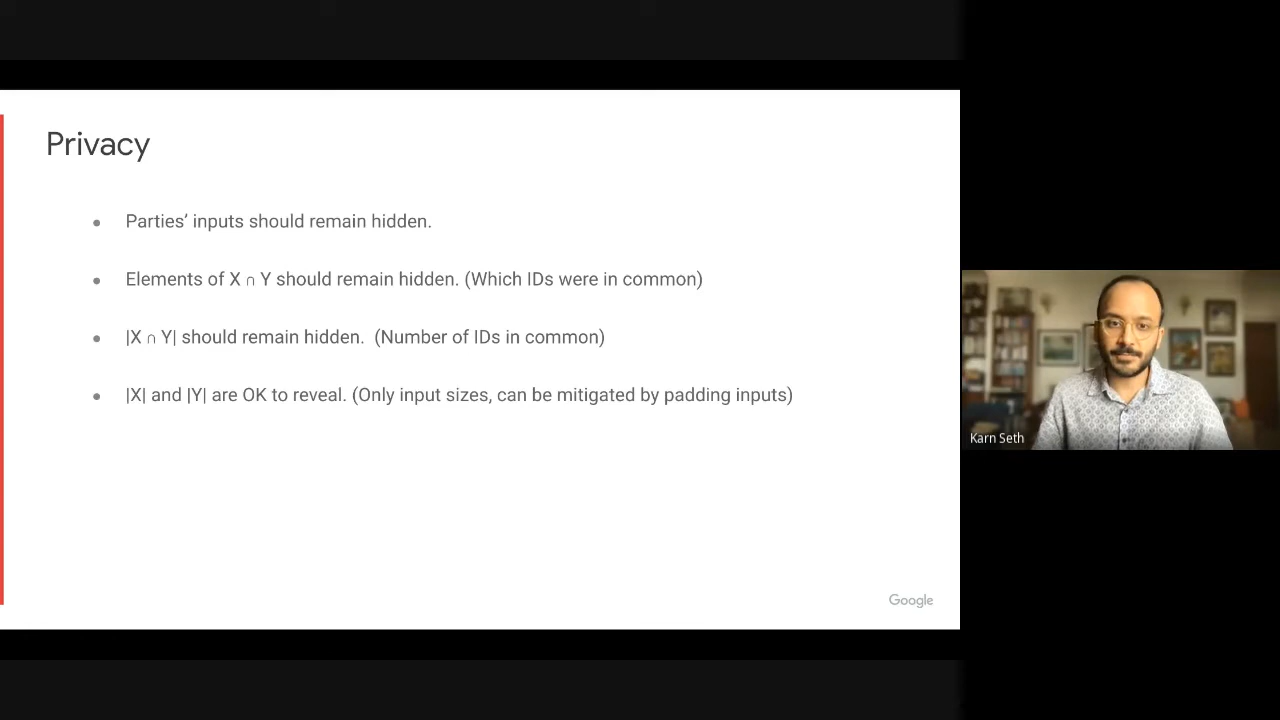 Privacy
● Parties’ inputs should remain hidden.
● Elements of X ∩ Y should remain hidden. (Which IDs were in common)
● |X ∩ Y| should remain hidden.  (Number of IDs in common)
● |X| and |Y| are OK to reveal. (Only input sizes, can be mitigated by padding inputs)
Google
Karn Seth